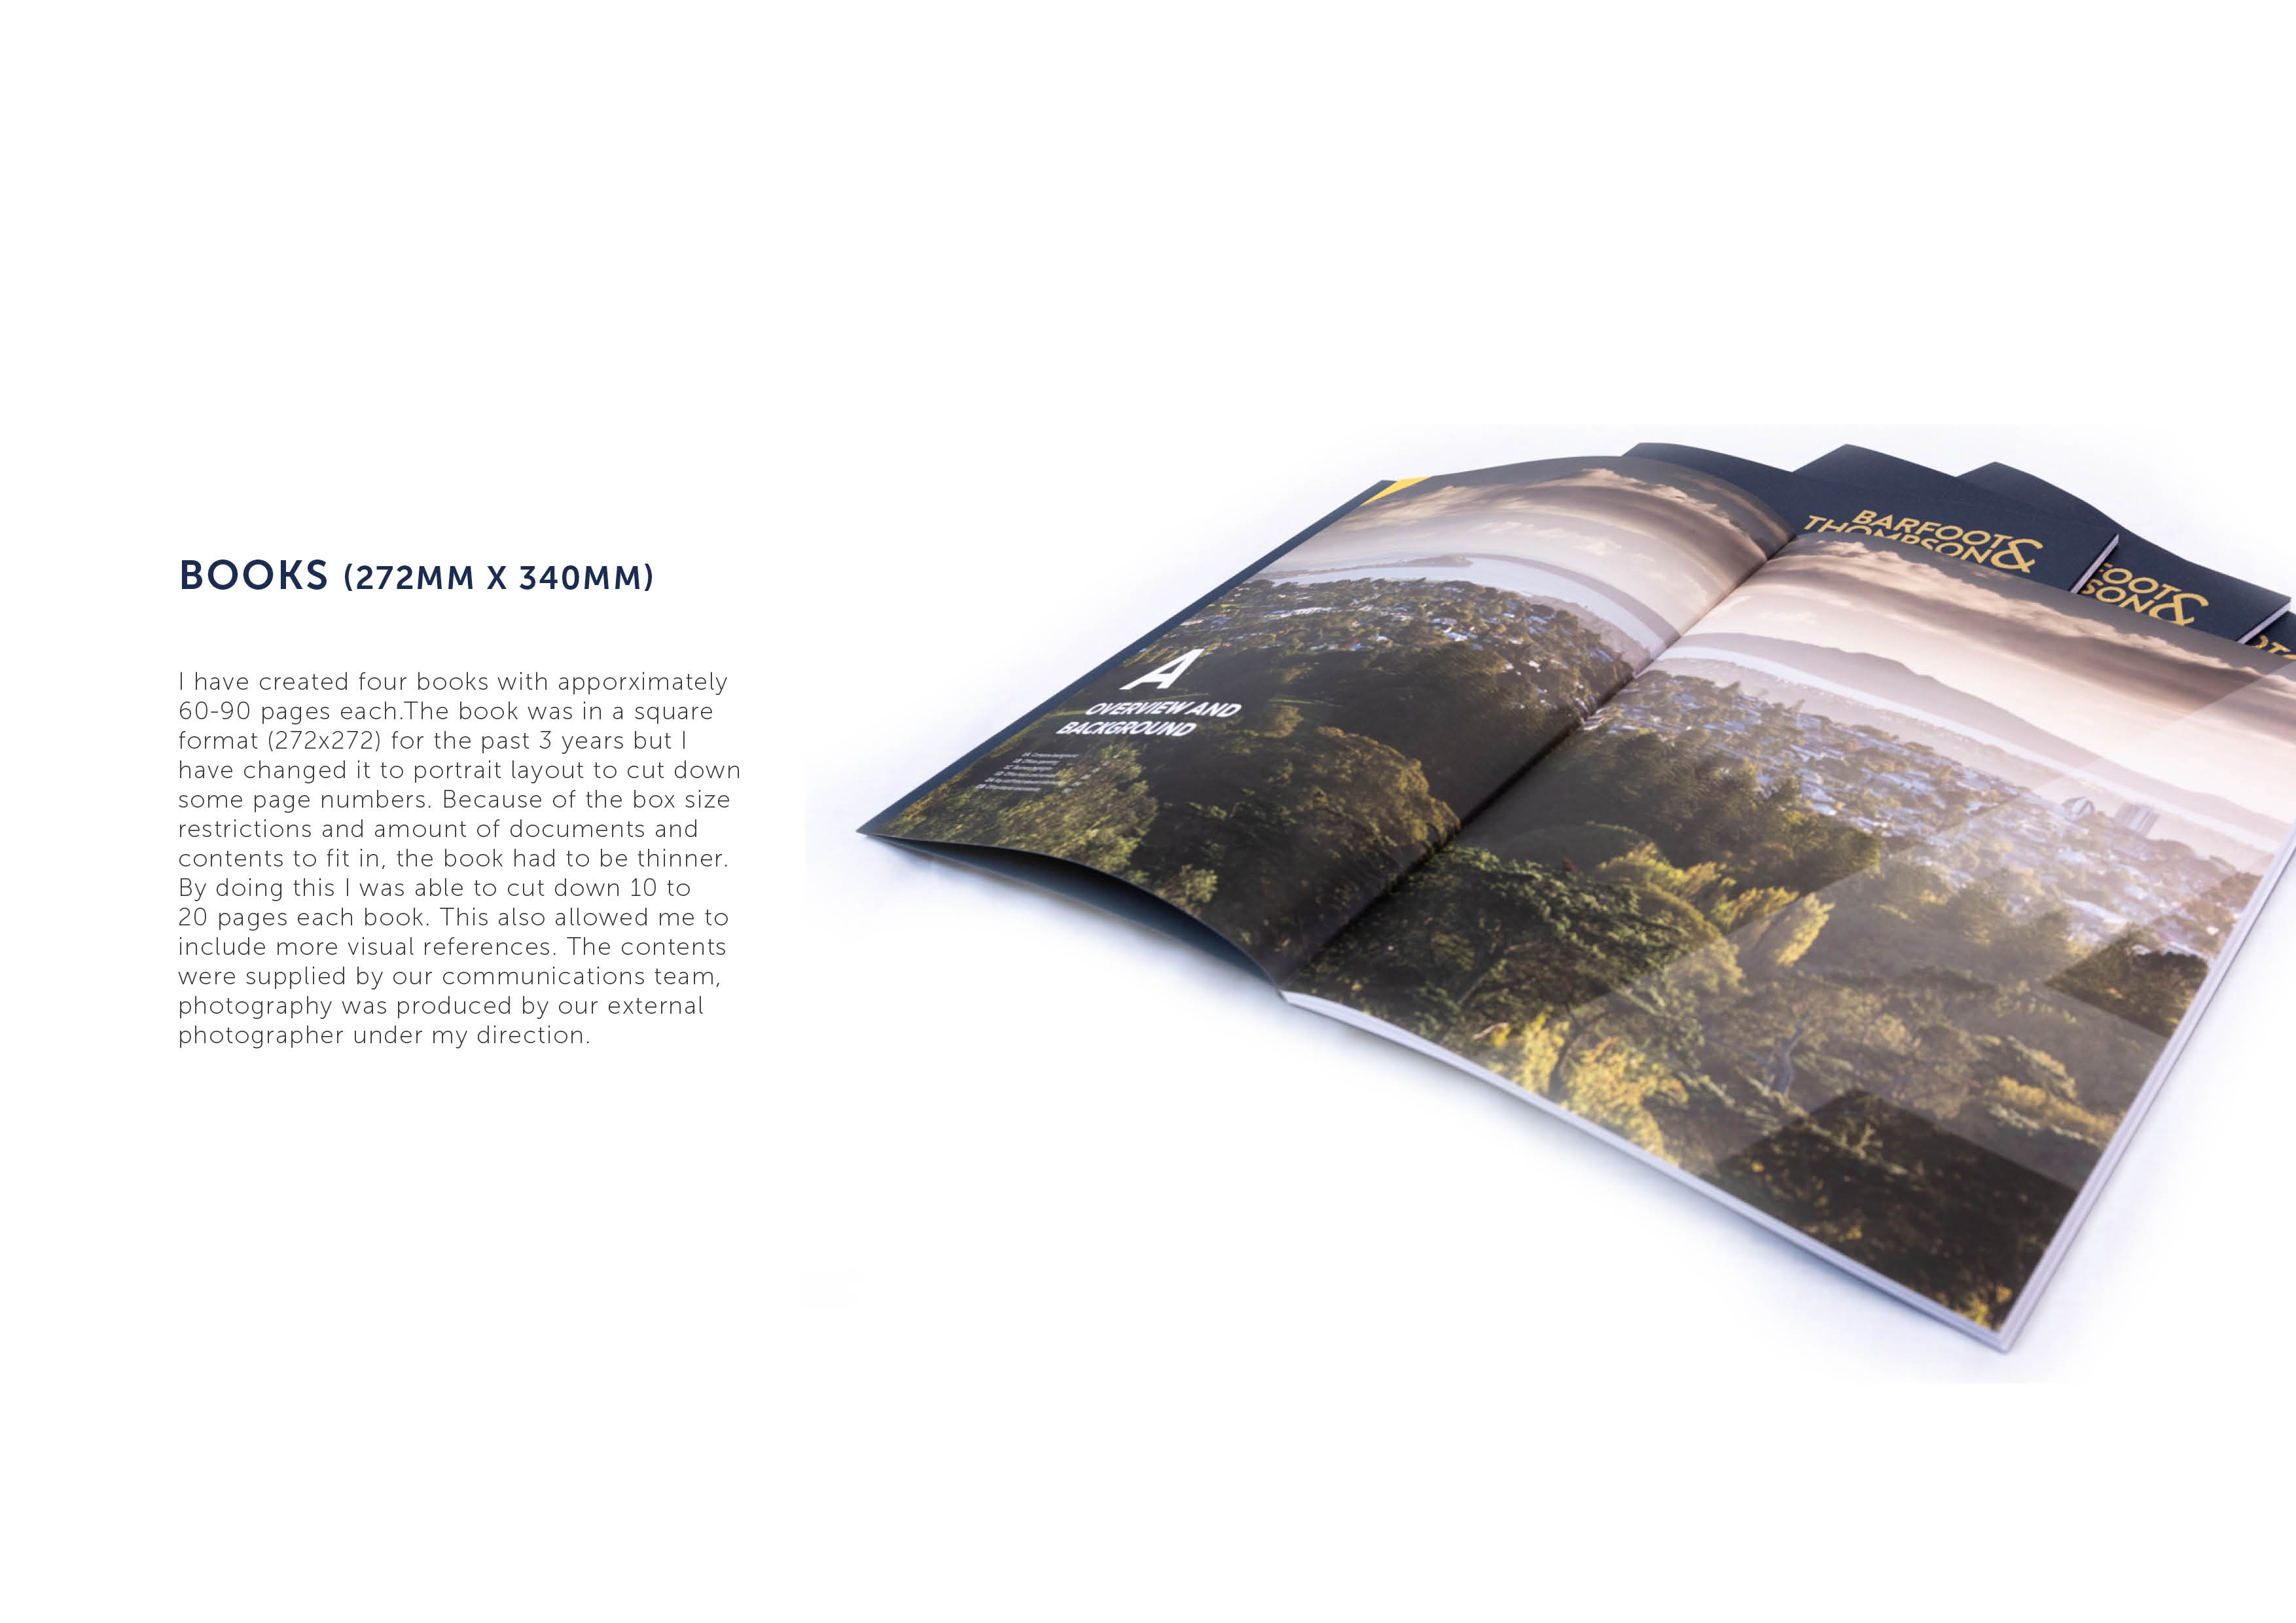 BOOKS (272MM X 340MM)
I have created four books with apporximately
60-90 pages each.The book was in a square
format (272x272) for the past 3 years but I
have changed it to portrait layout to cut down
some page numbers. Because of the box size
restrictions and amount of documents and
contents to fit in, the book had to be thinner.
By doing this I was able to cut down 10 to
20 pages each book. This also allowed me to
include more visual references. The contents
were supplied by our communications team,
photography was produced by our external
photographer under my direction.
BARFOOT&
THOMPSON
OOT&
SON
A
OVERVIEW AND
BACKGROUND